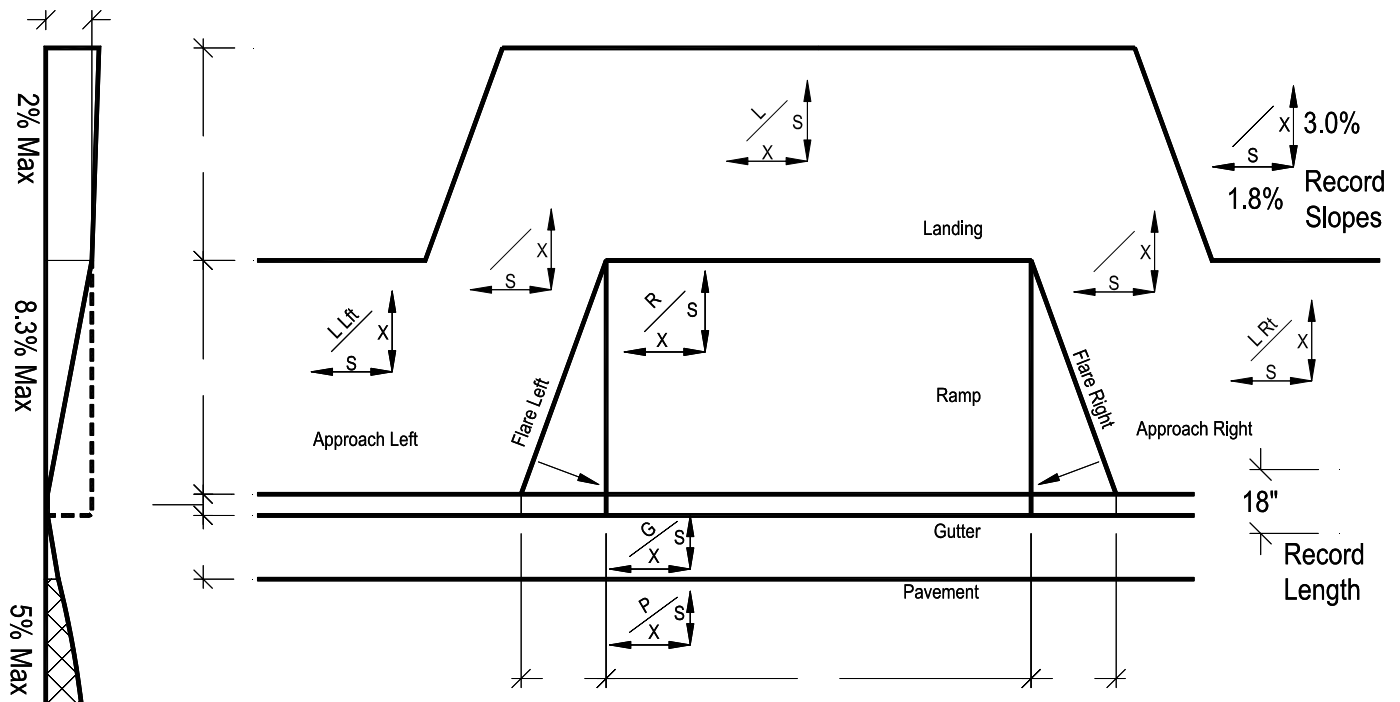 2% Max
8.3% Max
5% Max
L
S
X
X
3.0%
S
1.8%
Record
Slopes
Landing
X
S
X
S
L Lft
X
S
R
S
X
L Rt
X
S
Flare Left
Flare Right
Ramp
Approach Left
Approach Right
18"
Record
Length
G
S
X
Gutter
Pavement
P
S
X